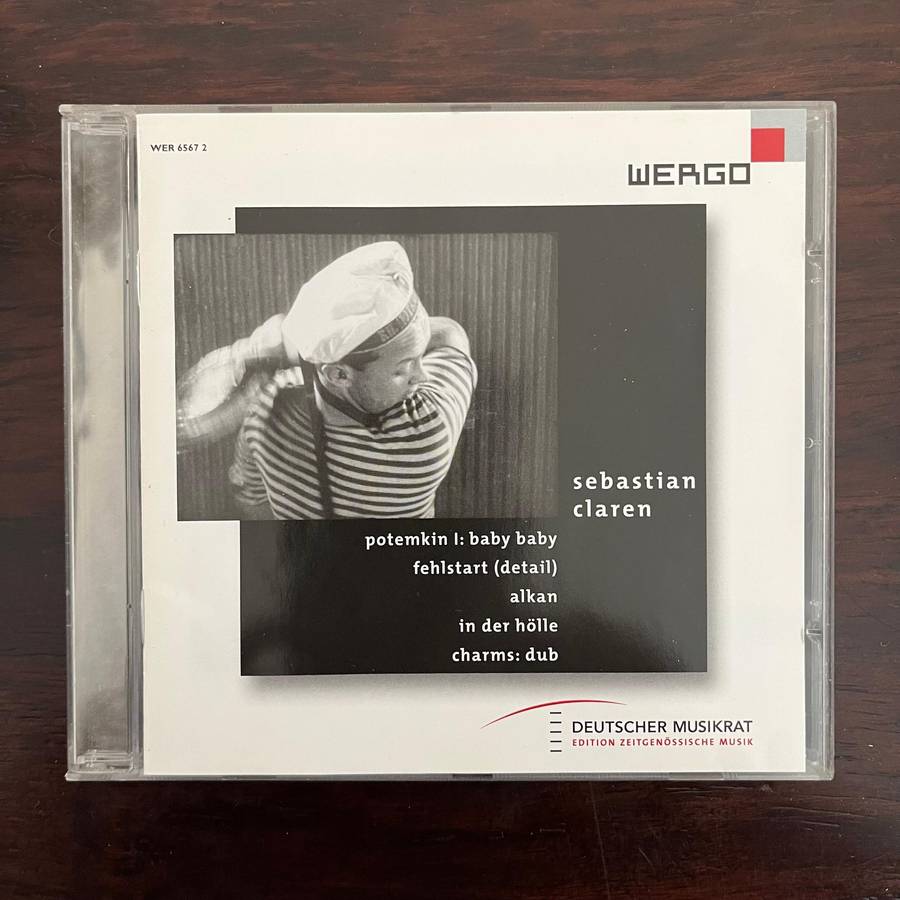 WER 6567 2
WERGO
sebastian
claren
potemkin I: baby baby
fehlstart (detail)
alkan
in der hölle
charms: dub
DEUTSCHER MUSIKRAT
EDITION ZEITGENÖSSISCHE MUSIK